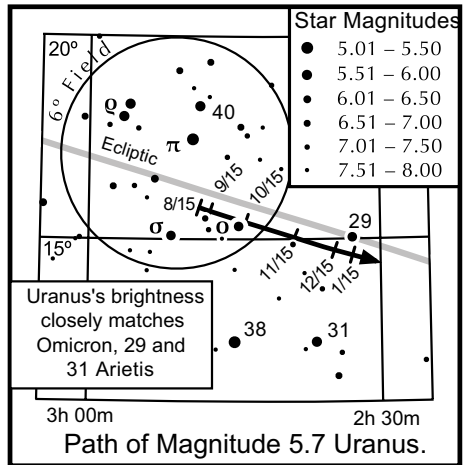 Star Magnitudes
5.01 – 5.50
5.51 – 6.00
6.01 – 6.50
6.51 – 7.00
7.01 – 7.50
7.51 – 8.00
20º
6º Field
ϱ
40
π
Ecliptic
8/15
9/15
10/15
σ
ο
29
15º
11/15
12/15
1/15
Uranus's brightness
closely matches
Omicron, 29 and
31 Arietis
38
31
3h 00m
2h 30m
Path of Magnitude 5.7 Uranus.